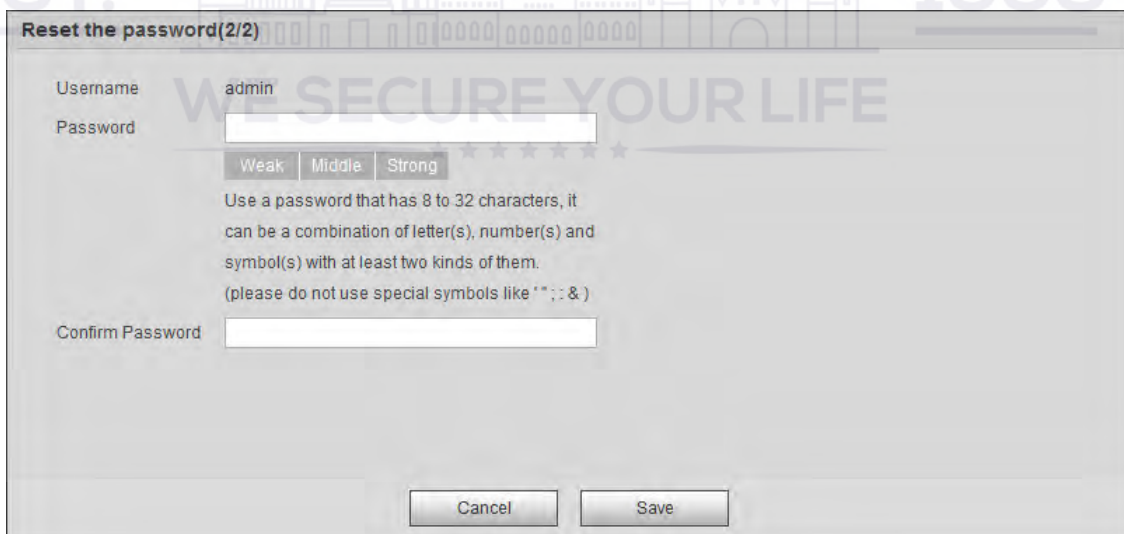 Reset the password(2/2)
WE SECURE YOUR LIFE
Username admin
Password
Weak Middle Strong
Use a password that has 8 to 32 characters, it
can be a combination of letter(s), number(s) and
symbol(s) with at least two kinds of them.
(please do not use special symbols like ' " ; : & )
Confirm Password
Cancel Save